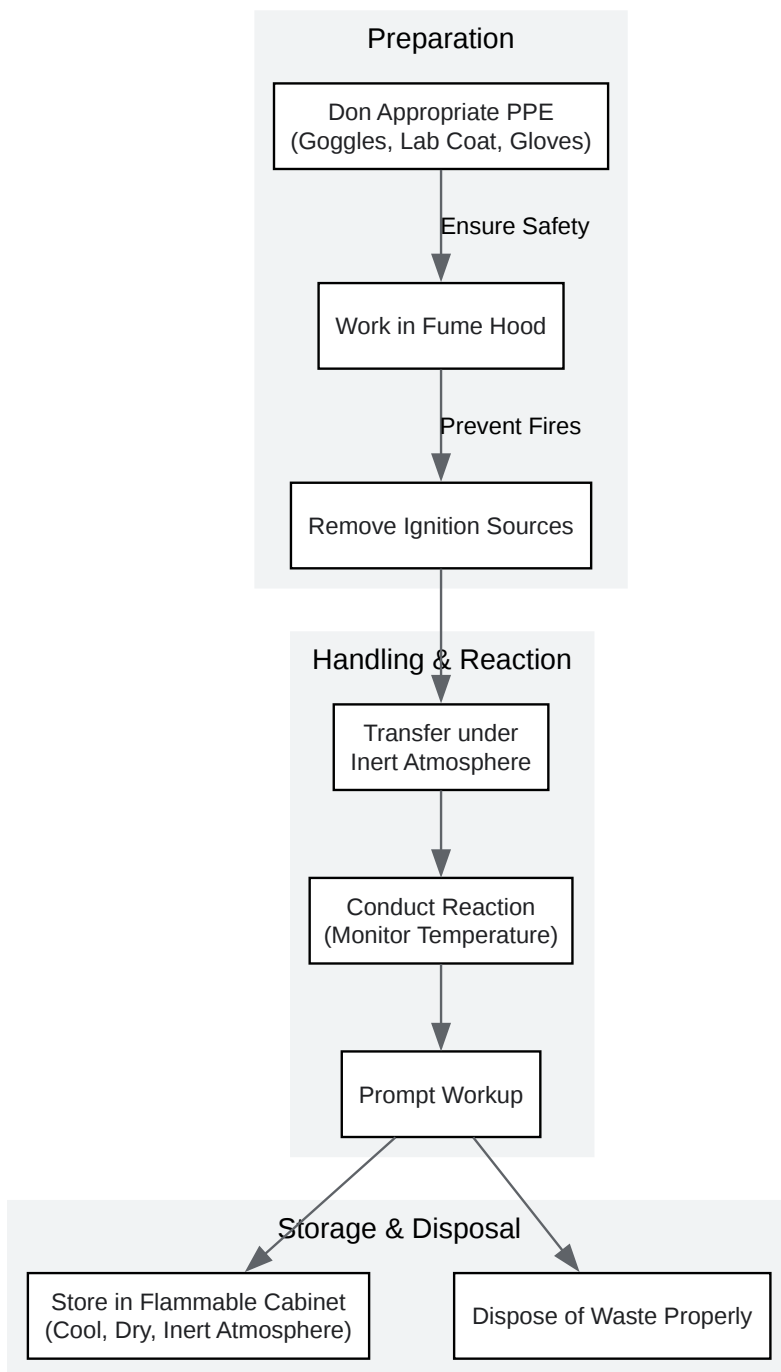 Preparation
Don Appropriate PPE
(Goggles, Lab Coat, Gloves)
Ensure Safety
Work in Fume Hood
Prevent Fires
Remove Ignition Sources
Handling & Reaction
Transfer under
Inert Atmosphere
Conduct Reaction
(Monitor Temperature)
Prompt Workup
Storage & Disposal
Store in Flammable Cabinet
(Cool, Dry, Inert Atmosphere)
Dispose of Waste Properly